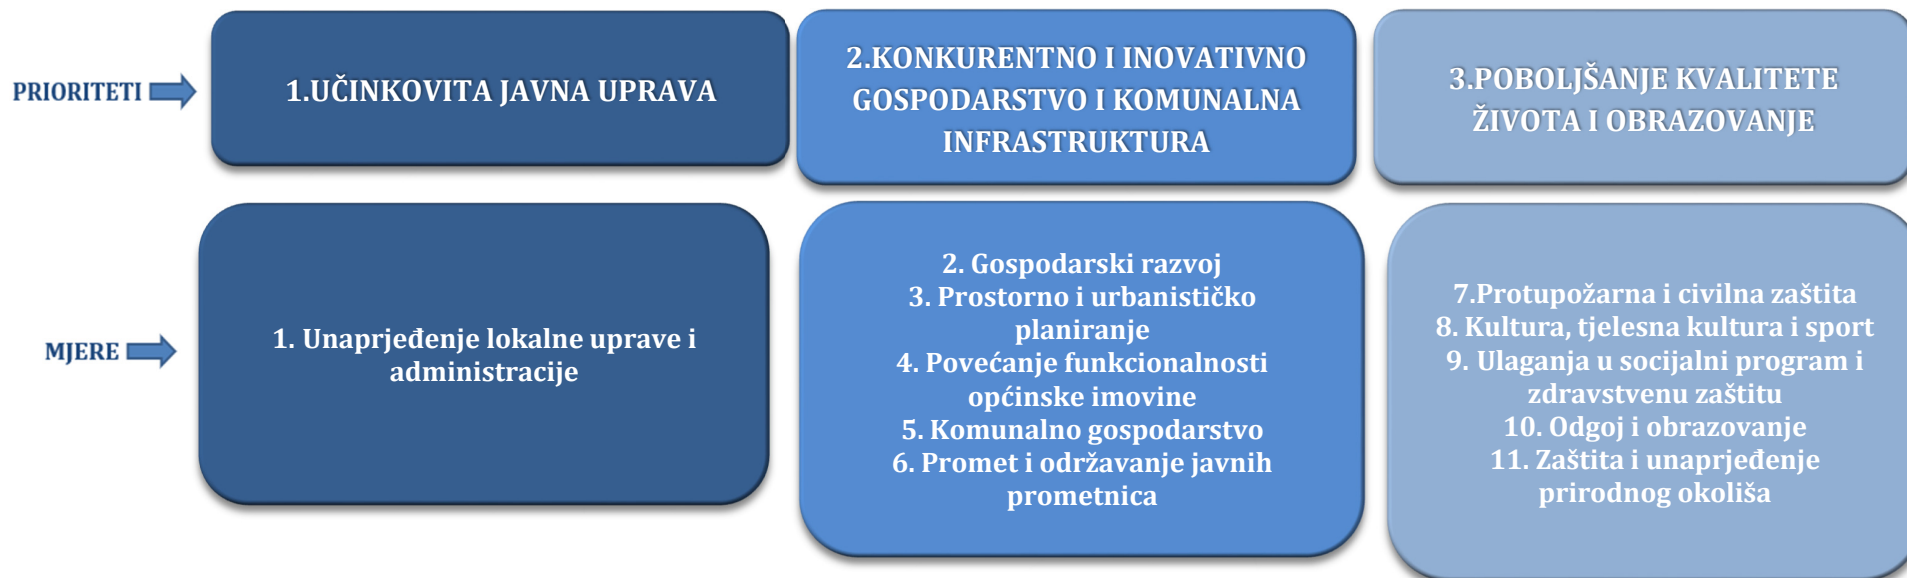 PRIORITETI
1.UČINKOVITA JAVNA UPRAVA
2.KONKURENTNO I INOVATIVNO
GOSPODARSTVO I KOMUNALNA
INFRASTRUKTURA
3.POBOLJŠANJE KVALITETE
ŽIVOTA I OBRAZOVANJE
MJERE
1. Unaprjeđenje lokalne uprave i
administracije
2. Gospodarski razvoj
3. Prostorno i urbanističko
planiranje
4. Povećanje funkcionalnosti
općinske imovine
5. Komunalno gospodarstvo
6. Promet i održavanje javnih
prometnica
7.Protupožarna i civilna zaštita
8. Kultura, tjelesna kultura i sport
9. Ulaganja u socijalni program i
zdravstvenu zaštitu
10. Odgoj i obrazovanje
11. Zaštita i unaprjeđenje
prirodnog okoliša